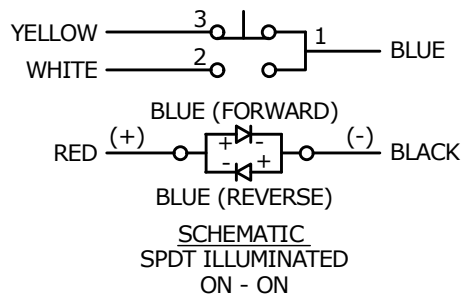 YELLOW 3 1 BLUE
WHITE 2
BLUE (FORWARD)
+ -
RED (+) (-) BLACK
- +
BLUE (REVERSE)
SCHEMATIC
SPDT ILLUMINATED
ON - ON